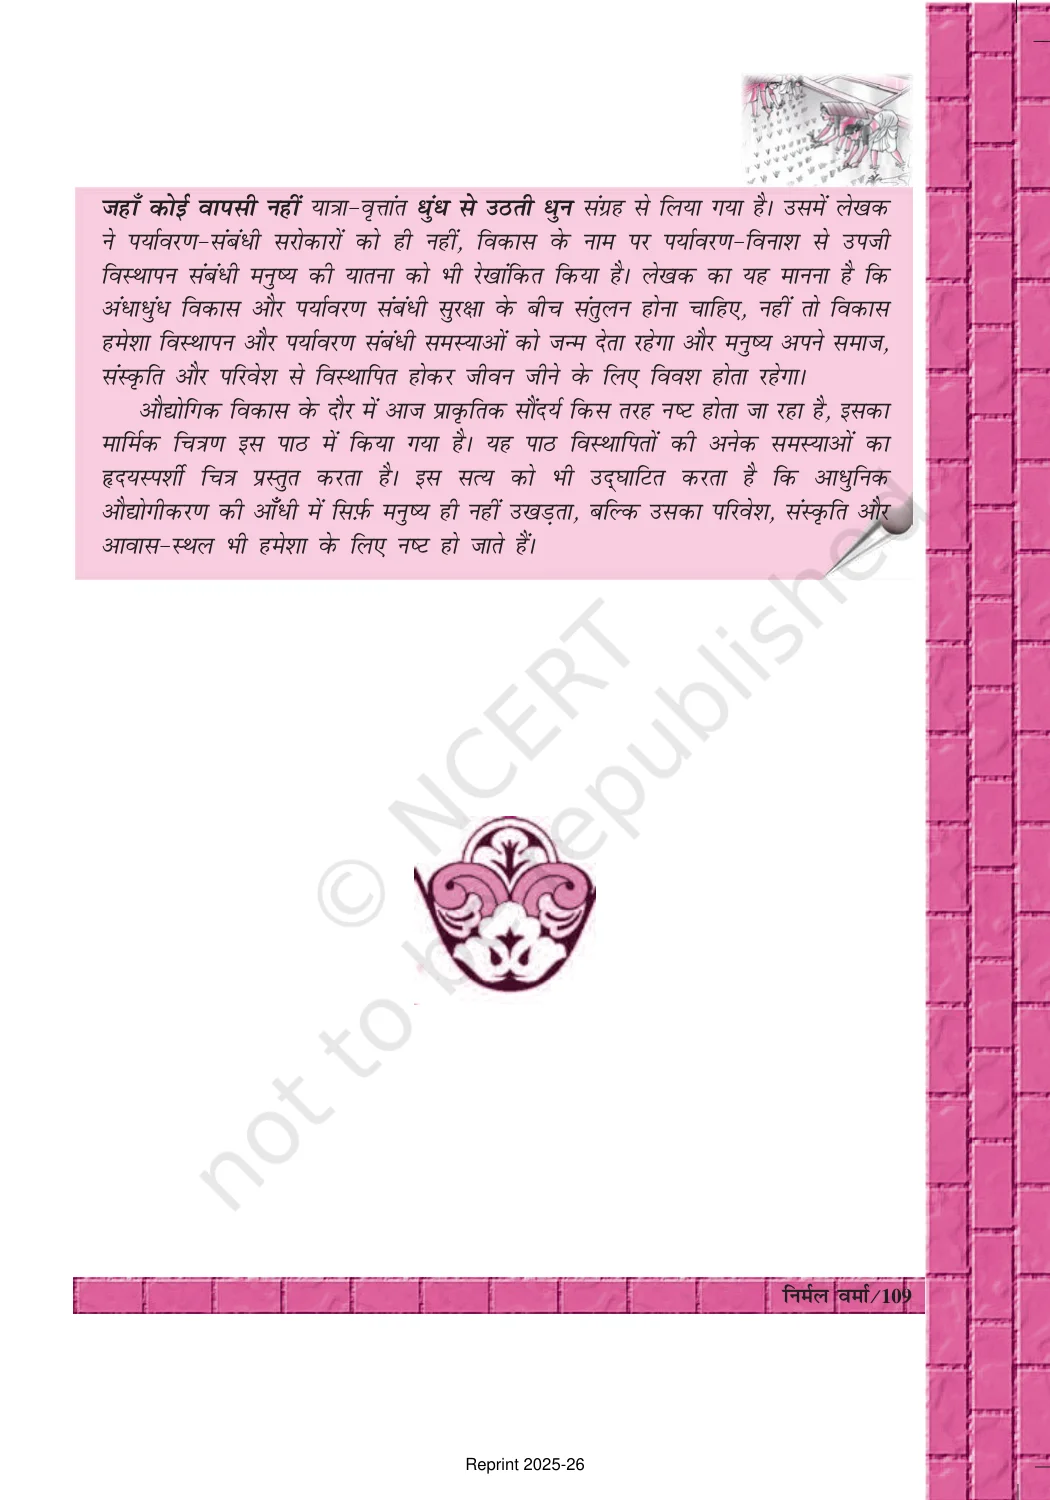 जहाँ कोई वापसी नहीं यात्रा-वृत्तांत धुंध से उठती धुन संग्रह से लिया गया है। उसमें लेखक
ने पर्यावरण-संबंधी सरोकारों को ही नहीं, विकास के नाम पर पर्यावरण-विनाश से उपजी
विस्थापन संबंधी मनुष्य की यातना को भी रेखांकित किया है। लेखक का यह मानना है कि
अंधाधुंध विकास और पर्यावरण संबंधी सुरक्षा के बीच संतुलन होना चाहिए, नहीं तो विकास
हमेशा विस्थापन और पर्यावरण संबंधी समस्याओं को जन्म देता रहेगा और मनुष्य अपने समाज,
संस्कृति और परिवेश से विस्थापित होकर जीवन जीने के लिए विवश होता रहेगा।
औद्योगिक विकास के दौर में आज प्राकृतिक सौंदर्य किस तरह नष्ट होता जा रहा है, इसका
मार्मिक चित्रण इस पाठ में किया गया है। यह पाठ विस्थापितों की अनेक समस्याओं का
हृदयस्पर्शी चित्र प्रस्तुत करता है। इस सत्य को भी उद्घाटित करता है कि आधुनिक
औद्योगीकरण की आँधी में सिर्फ़ मनुष्य ही नहीं उखड़ता, बल्कि उसका परिवेश, संस्कृति और
आवास-स्थल भी हमेशा के लिए नष्ट हो जाते हैं।
© NCERT
not to be republished
निर्मल वर्मा/109
Reprint 2025-26